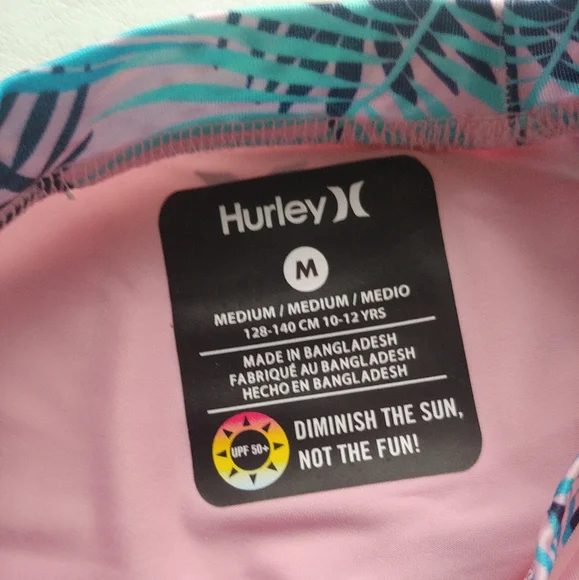 Hurley
M
MEDIUM / MEDIUM / MEDIO
128-140 CM 10-12 YRS
MADE IN BANGLADESH
FABRIQUÉ AU BANGLADESH
HECHO EN BANGLADESH
UPF 50+
DIMINISH THE SUN,
NOT THE FUN!